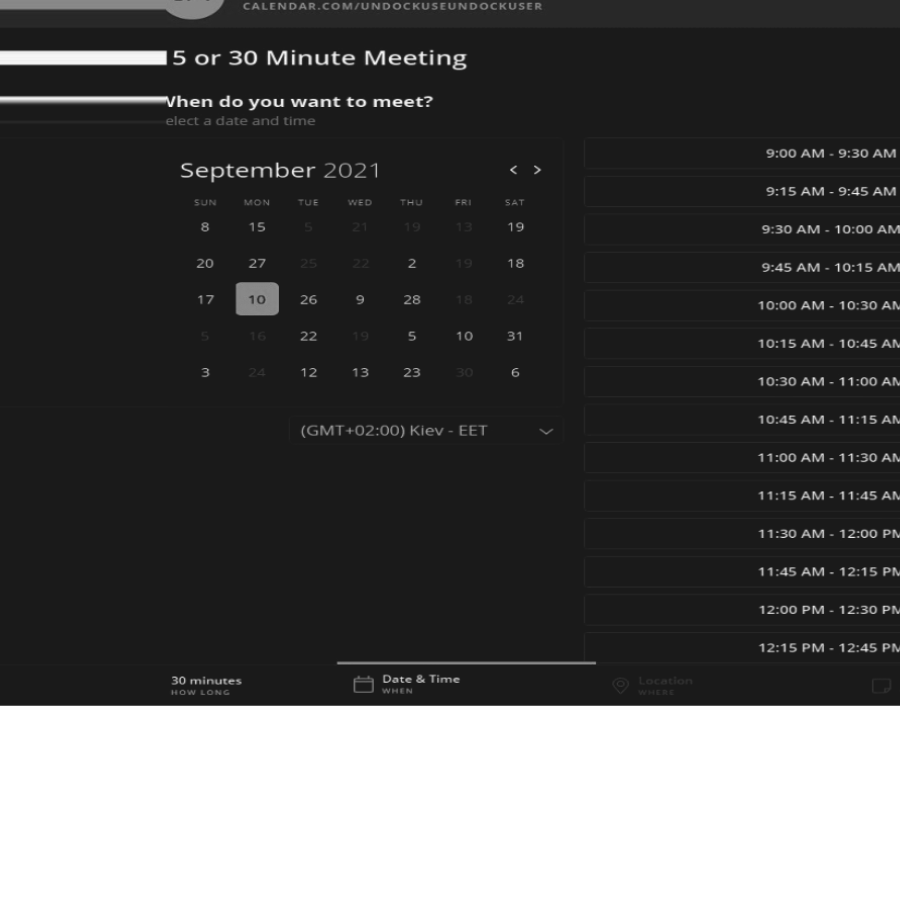 CALENDAR.COM/UNDOCKUSEUNDOCKUSER
5 or 30 Minute Meeting
When do you want to meet?
elect a date and time
September 2021 < >
SUN MON TUE WED THU FRI SAT
8 15 5 21 19 13 19
20 27 25 22 2 19 18
17 10 26 9 28 18 24
5 16 22 19 5 10 31
3 24 12 13 23 30 6
(GMT+02:00) Kiev - EET
9:00 AM - 9:30 AM
9:15 AM - 9:45 AM
9:30 AM - 10:00 AM
9:45 AM - 10:15 AM
10:00 AM - 10:30 AM
10:15 AM - 10:45 AM
10:30 AM - 11:00 AM
10:45 AM - 11:15 AM
11:00 AM - 11:30 AM
11:15 AM - 11:45 AM
11:30 AM - 12:00 PM
11:45 AM - 12:15 PM
12:00 PM - 12:30 PM
12:15 PM - 12:45 PM
30 minutes
HOW LONG
Date & Time
WHEN
Location
WHERE